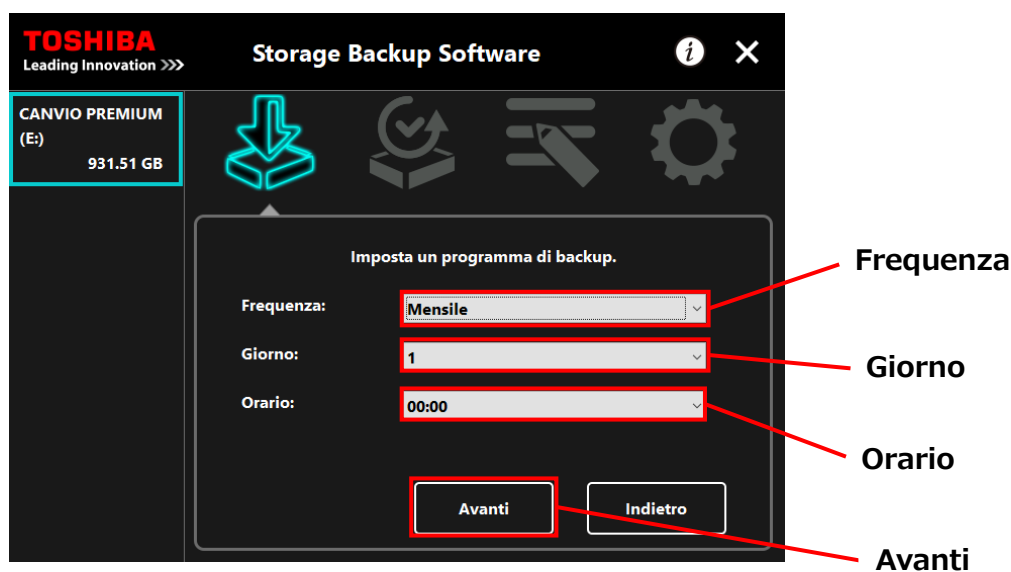 TOSHIBA
Leading Innovation >>>
Storage Backup Software
i
CANVIO PREMIUM
(E:)
931.51 GB
Imposta un programma di backup.
Frequenza:
Mensile
Frequenza
Giorno:
1
Giorno
Orario:
00:00
Orario
Avanti
Indietro
Avanti